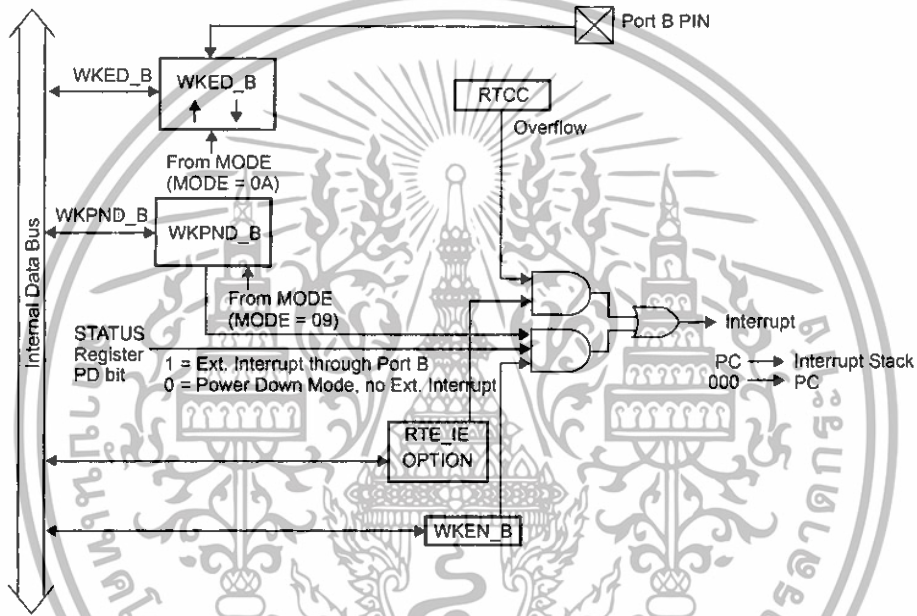 Port B PIN
WKED_B
WKED_B
RTCC
Overflow
From MODE
(MODE = 0A)
WKPND_B
WKPND_B
Internal Data Bus
From MODE
(MODE = 09)
STATUS
Register
PD bit
1 = Ext. Interrupt through Port B
0 = Power Down Mode, no Ext. Interrupt
Interrupt
PC
Interrupt Stack
000
PC
RTE_IE
OPTION
WKEN_B